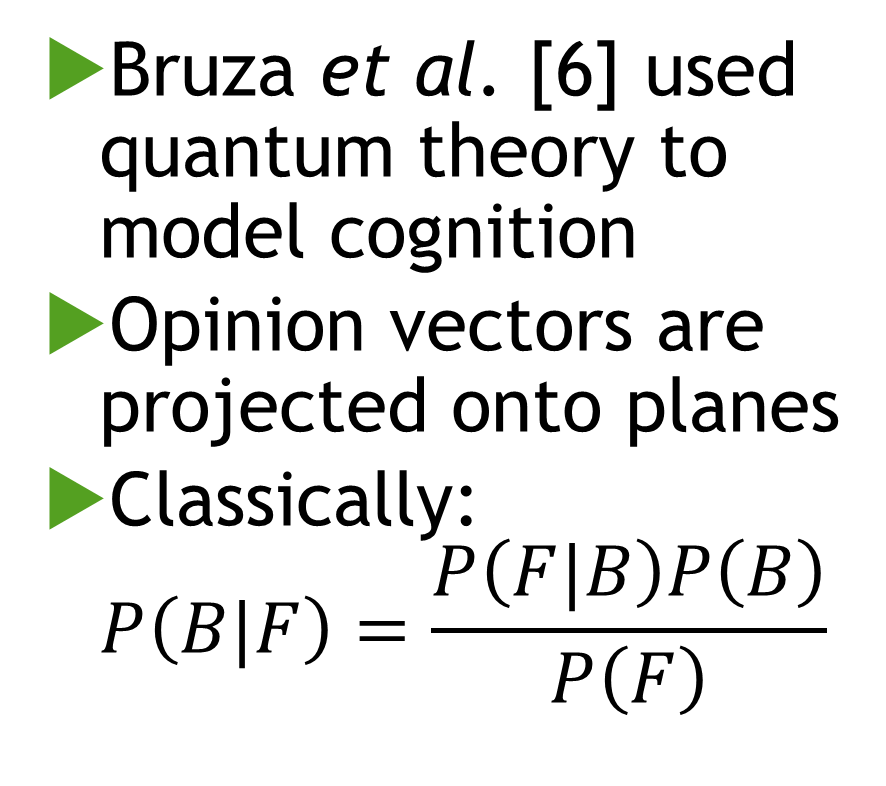 ▶Bruza et al. [6] used
quantum theory to
model cognition
▶Opinion vectors are
projected onto planes
▶Classically:
P(B|F) = P(F|B)P(B) / P(F)